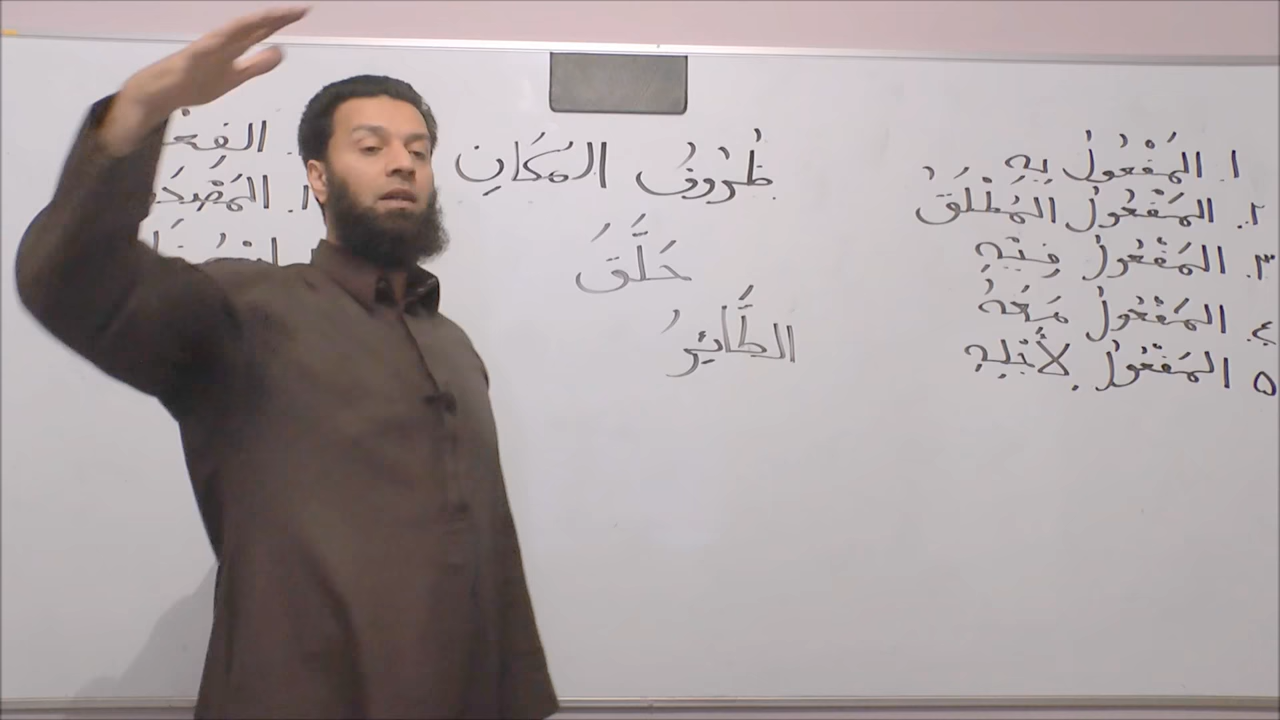 ١. المَفْعُولُ بِهِ
٢. المَفْعُولُ المُطْلَقُ
٣. المَفْعُولُ فِيْهِ
٤. المَفْعُولُ مَعَهُ
٥ المَفْعُولُ لِأَجْلِهِ
ظُرُوفُ المَكَانِ
حَلَّقَ
الطَّائِرُ